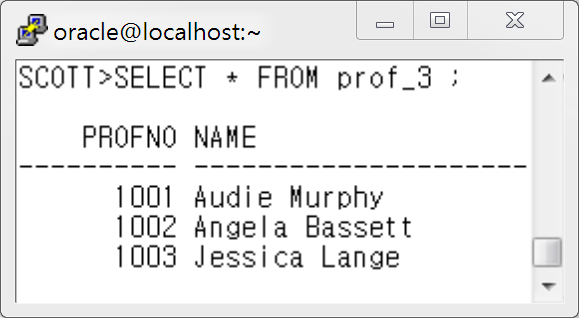 oracle@localhost:~
SCOTT>SELECT * FROM prof_3 ;
PROFNO NAME
---------- --------------------
1001 Audie Murphy
1002 Angela Bassett
1003 Jessica Lange